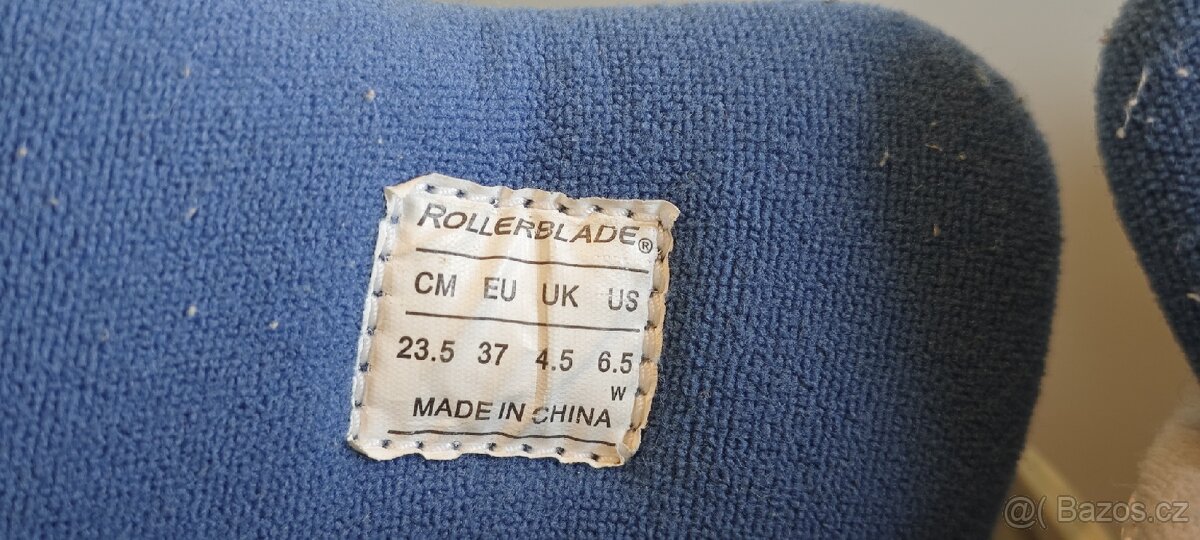 ROLLERBLADE®
CM EU UK US
23.5 37 4.5 6.5
W
MADE IN CHINA
@( Bazos.cz